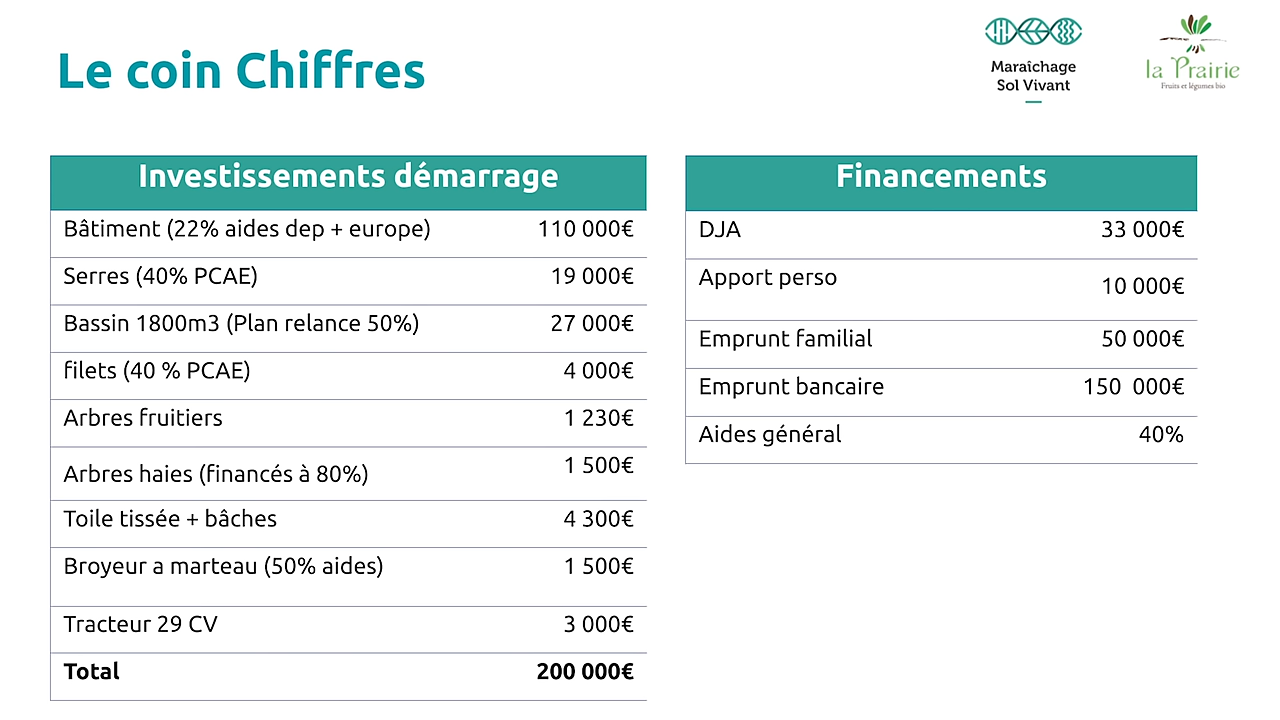 Le coin Chiffres
Maraîchage
Sol Vivant
la Prairie
Fruits et légumes bio
Investissements démarrage
Bâtiment (22% aides dep + europe) 110 000€
Serres (40% PCAE) 19 000€
Bassin 1800m3 (Plan relance 50%) 27 000€
filets (40 % PCAE) 4 000€
Arbres fruitiers 1 230€
Arbres haies (financés à 80%) 1 500€
Toile tissée + bâches 4 300€
Broyeur a marteau (50% aides) 1 500€
Tracteur 29 CV 3 000€
Total 200 000€
Financements
DJA 33 000€
Apport perso 10 000€
Emprunt familial 50 000€
Emprunt bancaire 150  000€
Aides général 40%